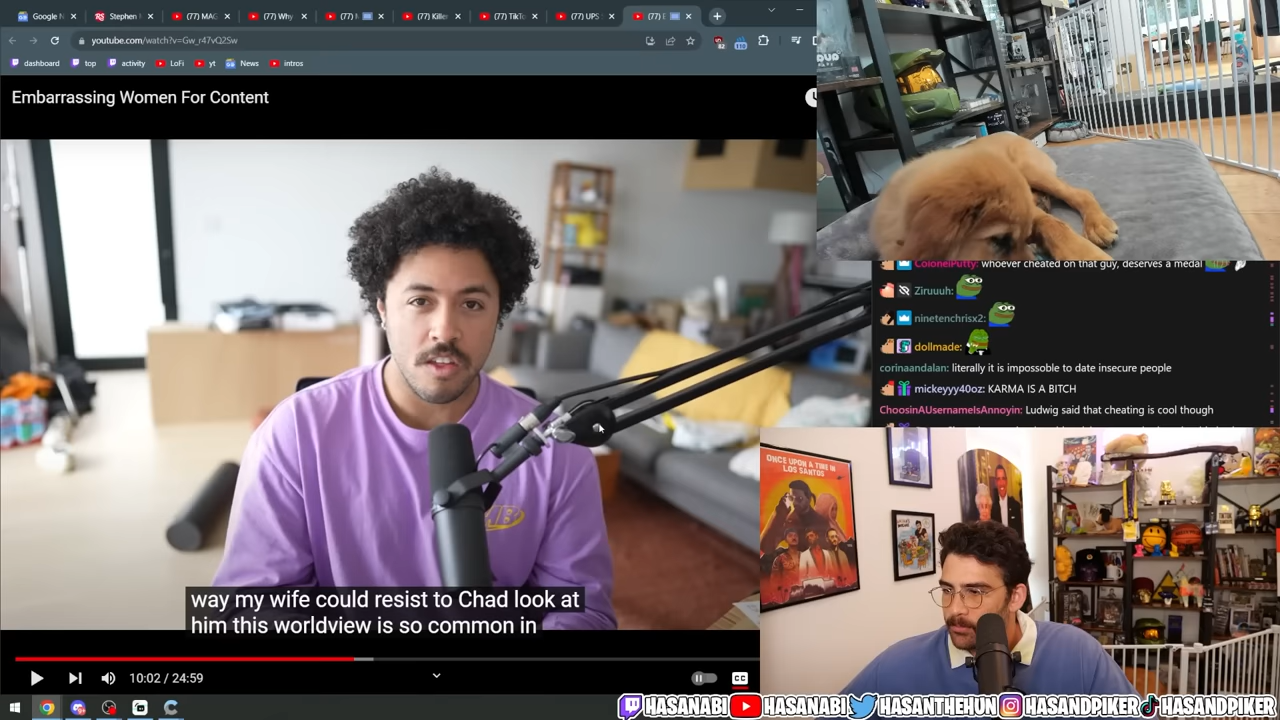 Google N
Stephen
(77) MAG
(77) Why
(77)
(77) Killer
(77) TikTo
(77) UPS
(77) E
youtube.com/watch?v=Gw_r47vQ2Sw
dashboard
top
activity
LoFi
yt
News
intros
Embarrassing Women For Content
way my wife could resist to Chad look at
him this worldview is so common in
10:02 / 24:59
CC
ColonelPutty: whoever cheated on that guy, deserves a medal
Ziruuuh:
ninetenchrisx2:
dollmade:
corinaandalan: literally it is impossoble to date insecure people
mickeyyy40oz: KARMA IS A BITCH
ChoosinAUsernameIsAnnoyin: Ludwig said that cheating is cool though
ONCE UPON A TIME IN
LOS SANTOS
HASANABI
HASANABI
HASANTHEHUN
HASANDPIKER
HASANDPIKER